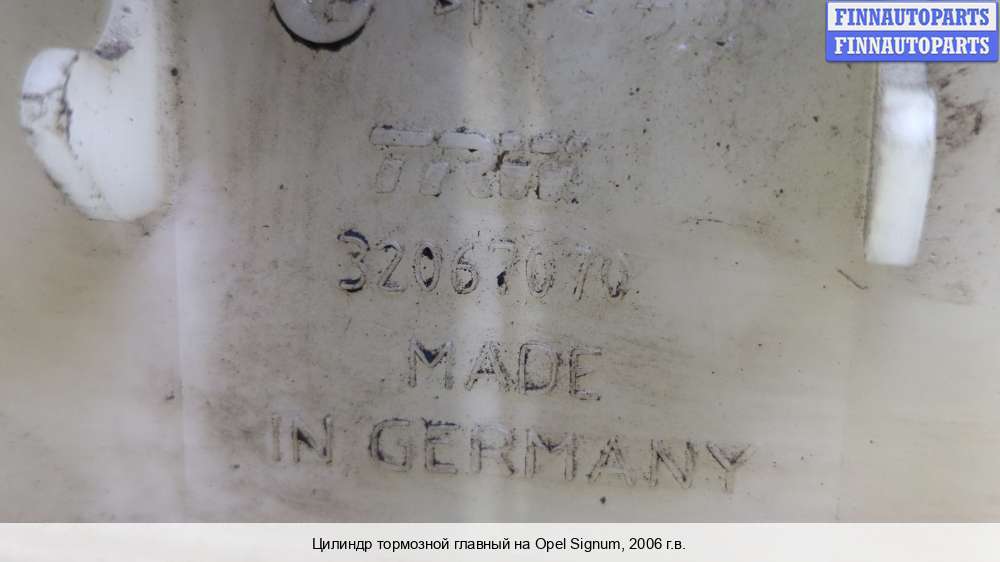 FINNAUTOPARTS
FINNAUTOPARTS
TRW
32067070
MADE
IN GERMANY
Цилиндр тормозной главный на Opel Signum, 2006 г.в.